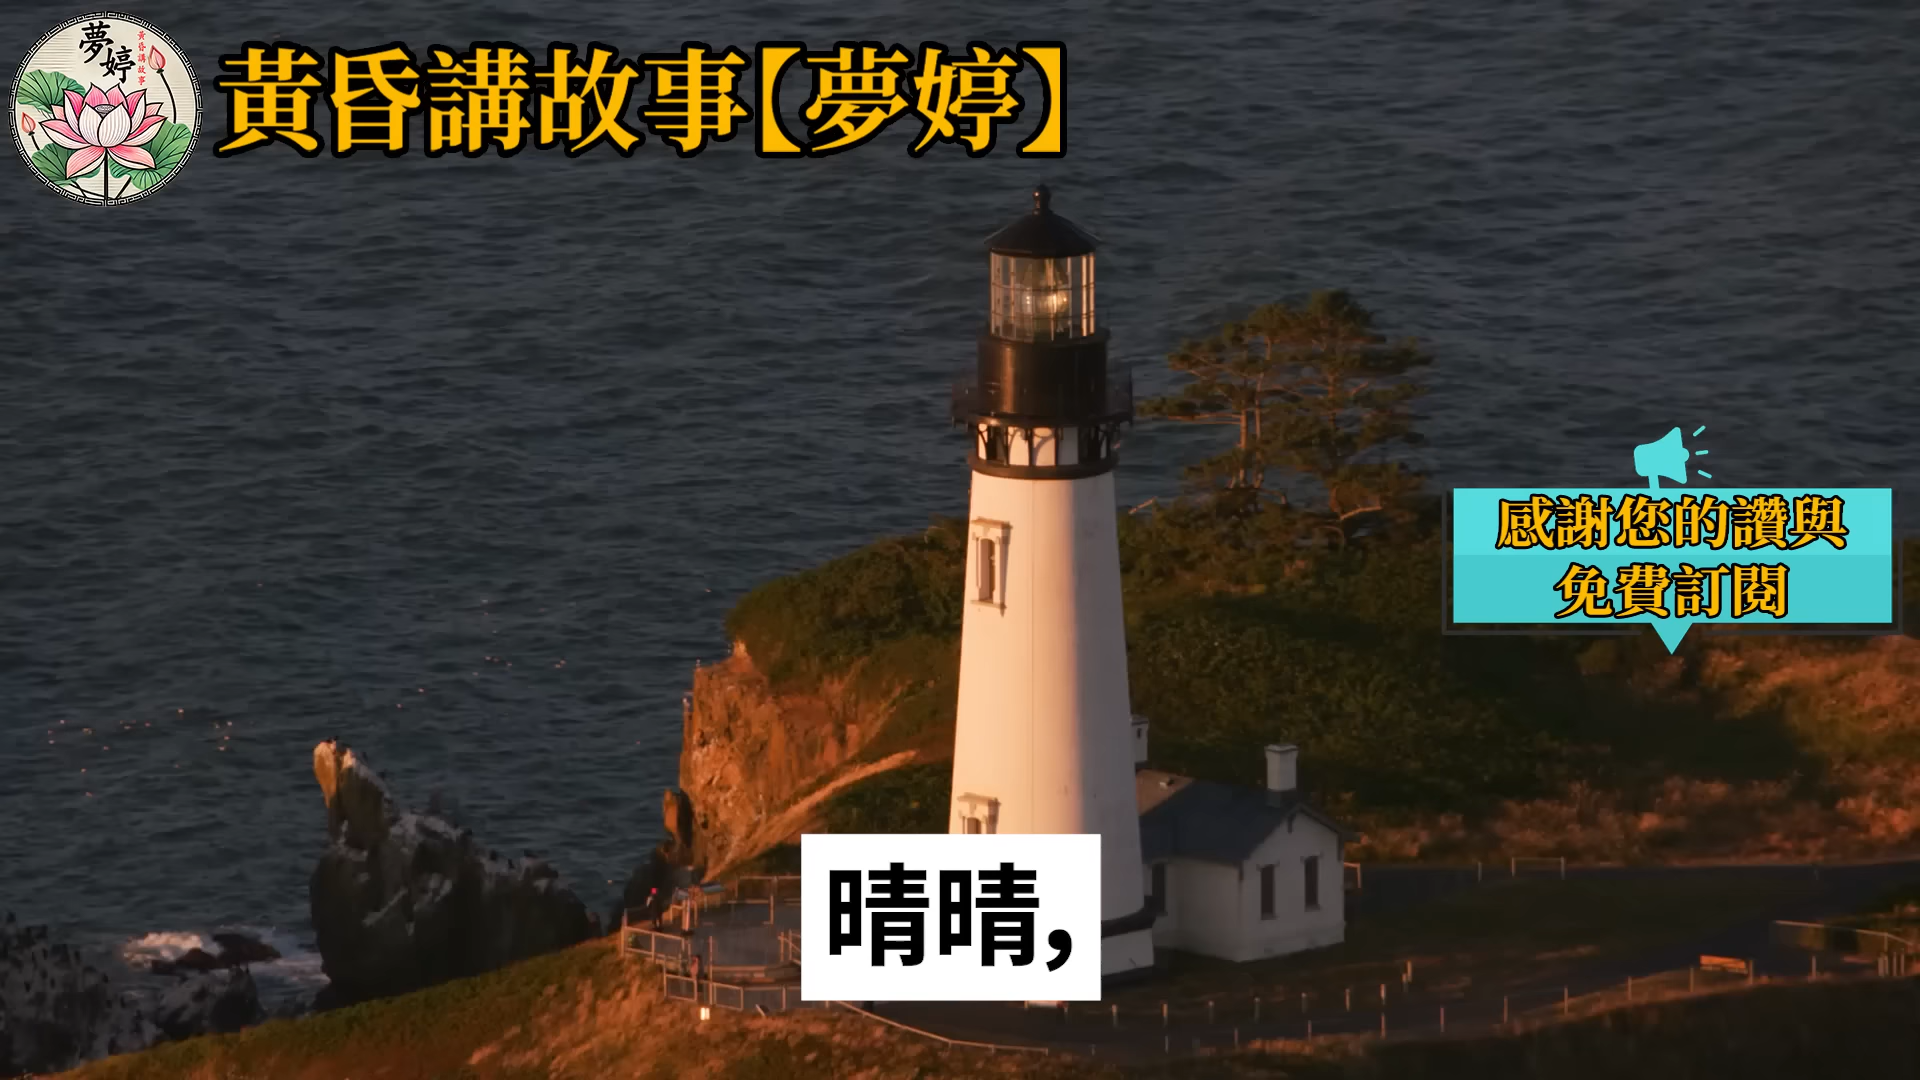 夢婷
黃昏講故事
黃昏講故事【夢婷】
感謝您的讚與
免費訂閱
晴晴,